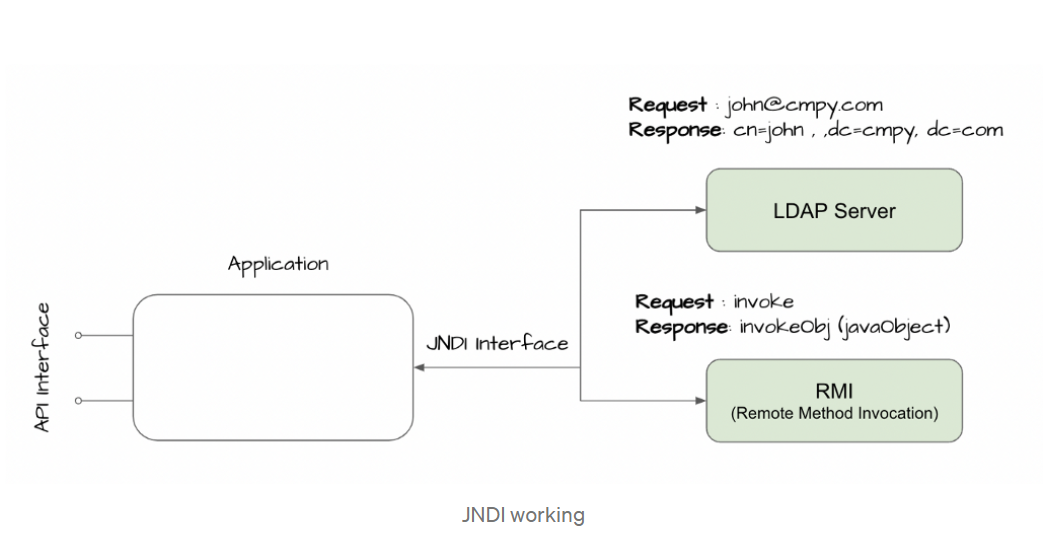 Request : john@cmpy.com
Response: cn=john , ,dc=cmpy, dc=com
LDAP Server
Application
API Interface
JNDI Interface
Request : invoke
Response: invokeObj (javaObject)
RMI
(Remote Method Invocation)
JNDI working